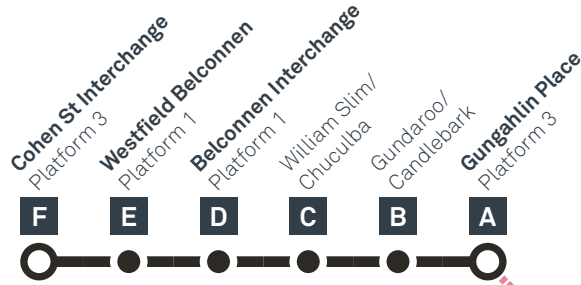 Cohen St Interchange
Platform 3
Westfield Belconnen
Platform 1
Belconnen Interchange
Platform 1
William Slim/
Chuculba
Gundaroo/
Candlebark
Gungahlin Place
Platform 3
F
E
D
C
B
A